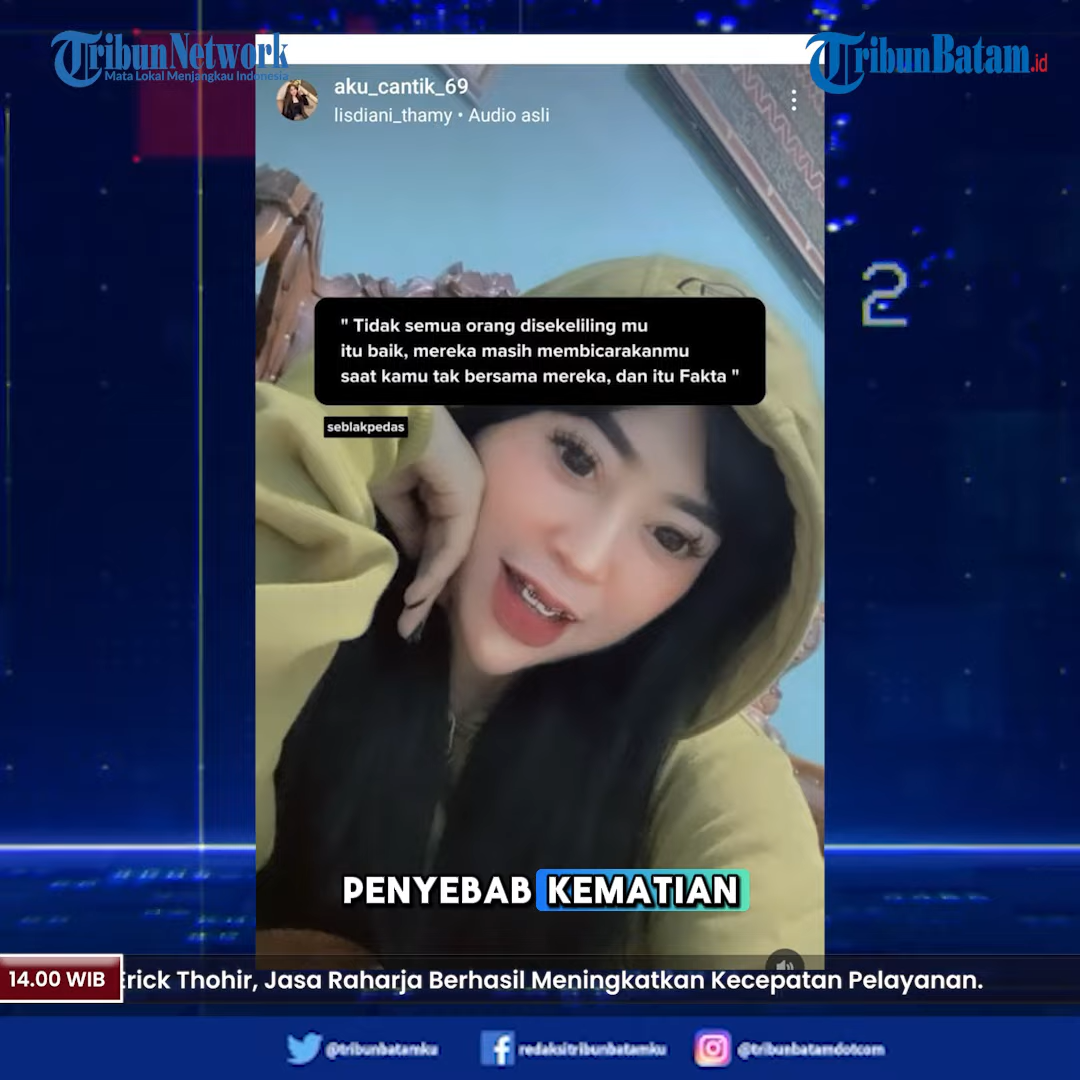 TribunNetwork
Mata Lokal Menjangkau Indonesia
TribunBatam.id
aku_cantik_69
lisdiani_thamy • Audio asli
2
" Tidak semua orang disekeliling mu
itu baik, mereka masih membicarakanmu
saat kamu tak bersama mereka, dan itu Fakta "
seblakpedas
PENYEBAB KEMATIAN
14.00 WIB
Erick Thohir, Jasa Raharja Berhasil Meningkatkan Kecepatan Pelayanan.
@tribunbatamku
redaksitribunbatamku
@tribunbatamdotcom